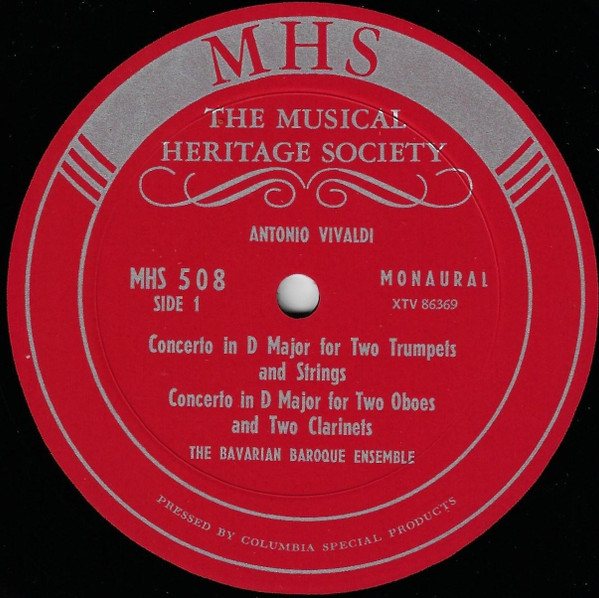 MHS
THE MUSICAL
HERITAGE SOCIETY
ANTONIO VIVALDI
MHS 508
MONAURAL
SIDE 1
XTV 86369
Concerto in D Major for Two Trumpets
and Strings
Concerto in D Major for Two Oboes
and Two Clarinets
THE BAVARIAN BAROQUE ENSEMBLE
PRESSED BY COLUMBIA SPECIAL PRODUCTS